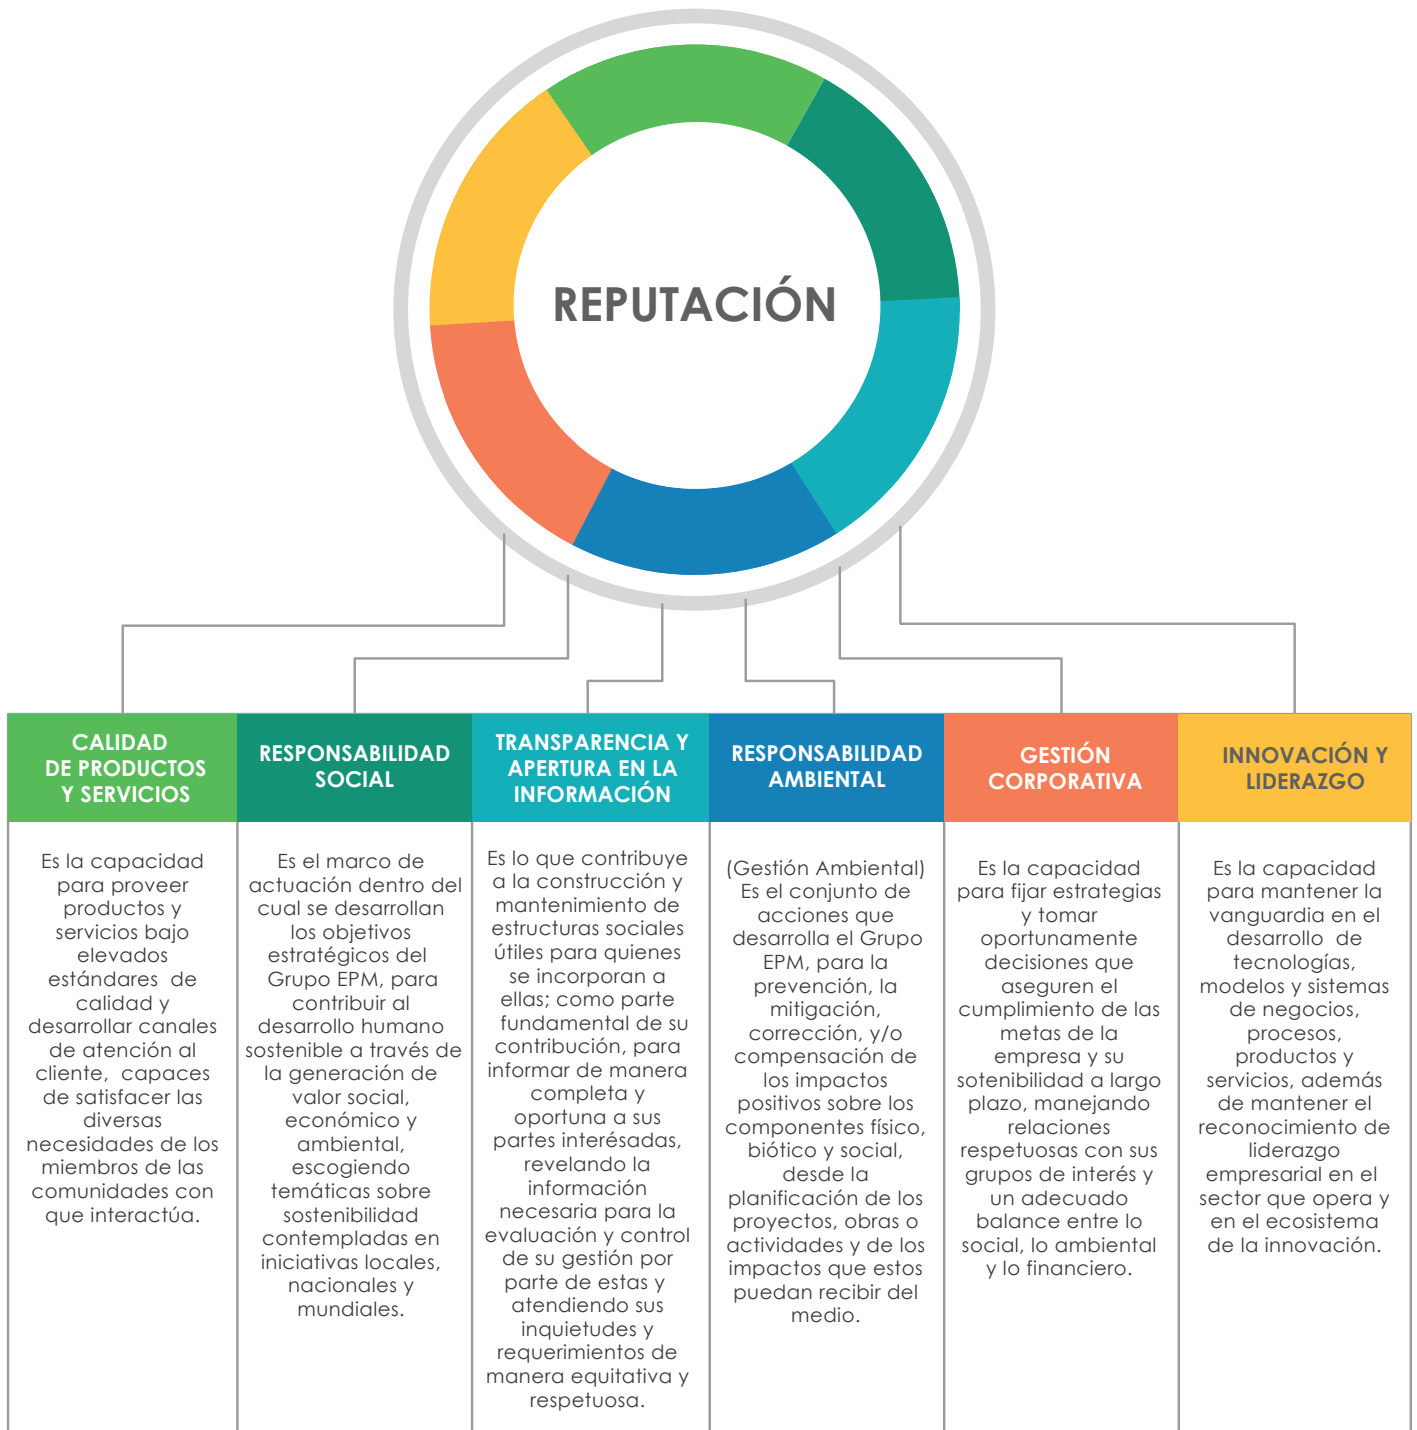 REPUTACIÓN
CALIDAD
DE PRODUCTOS
Y SERVICIOS
Es la capacidad
para proveer
productos y
servicios bajo
elevados
estándares de
calidad y
desarrollar canales
de atención al
cliente, capaces
de satisfacer las
diversas
necesidades de los
miembros de las
comunidades con
que interactúa.
RESPONSABILIDAD
SOCIAL
Es el marco de
actuación dentro del
cual se desarrollan
los objetivos
estratégicos del
Grupo EPM, para
contribuir al
desarrollo humano
sostenible a través de
la generación de
valor social,
económico y
ambiental,
escogiendo
temáticas sobre
sostenibilidad
contempladas en
iniciativas locales,
nacionales y
mundiales.
TRANSPARENCIA Y
APERTURA EN LA
INFORMACIÓN
Es lo que contribuye
a la construcción y
mantenimiento de
estructuras sociales
útiles para quienes
se incorporan a
ellas; como parte
fundamental de su
contribución, para
informar de manera
completa y
oportuna a sus
partes interésadas,
revelando la
información
necesaria para la
evaluación y control
de su gestión por
parte de estas y
atendiendo sus
inquietudes y
requerimientos de
manera equitativa y
respetuosa.
RESPONSABILIDAD
AMBIENTAL
(Gestión Ambiental)
Es el conjunto de
acciones que
desarrolla el Grupo
EPM, para la
prevención, la
mitigación,
corrección, y/o
compensación de
los impactos
positivos sobre los
componentes físico,
biótico y social,
desde la
planificación de los
proyectos, obras o
actividades y de los
impactos que estos
puedan recibir del
medio.
GESTIÓN
CORPORATIVA
Es la capacidad
para fijar estrategias
y tomar
oportunamente
decisiones que
aseguren el
cumplimiento de las
metas de la
empresa y su
sotenibilidad a largo
plazo, manejando
relaciones
respetuosas con sus
grupos de interés y
un adecuado
balance entre lo
social, lo ambiental
y lo financiero.
INNOVACIÓN Y
LIDERAZGO
Es la capacidad
para mantener la
vanguardia en el
desarrollo de
tecnologías,
modelos y sistemas
de negocios,
procesos,
productos y
servicios, además
de mantener el
reconocimiento de
liderazgo
empresarial en el
sector que opera y
en el ecosistema
de la innovación.